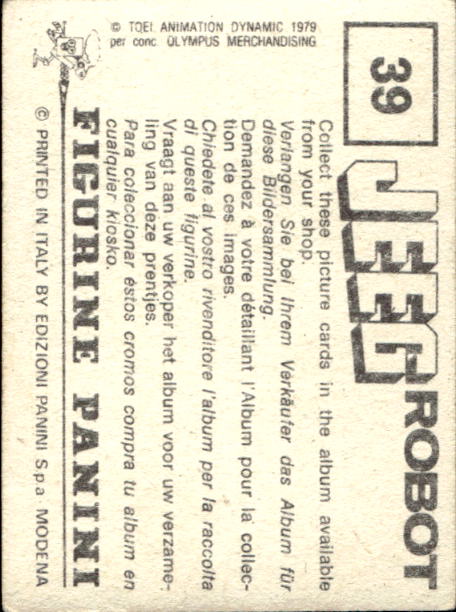 39
JEEG ROBOT
Collect these picture cards in the album available
from your shop.
Verlangen Sie bei Ihrem Verkäufer das Album für
diese Bildersammlung.
Demandez à votre détaillant l'Album pour la collec-
tion de ces images.
Chiedete al vostro rivenditore l'album per la raccolta
di queste figurine.
Vraagt aan uw verkoper het album voor uw verzame-
ling van deze prentjes.
Para coleccionar éstos cromos compra tu album en
cualquier kiosko.
© TOEI ANIMATION DYNAMIC 1979
per conc. OLYMPUS MERCHANDISING
FIGURINE PANINI
© PRINTED IN ITALY BY EDIZIONI PANINI S.p.a. MODENA